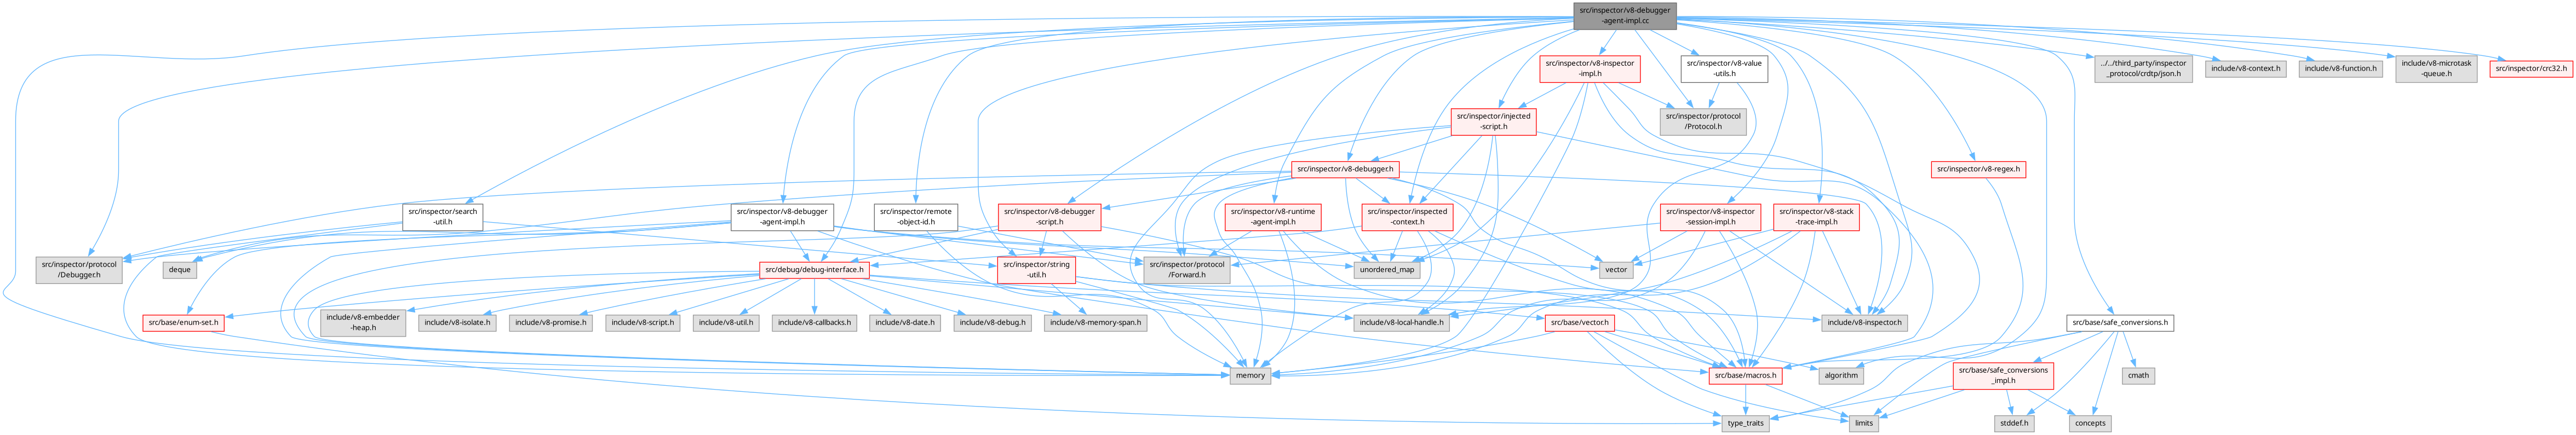 src/inspector/v8-debugger
-agent-impl.cc
src/inspector/v8-inspector
-impl.h
src/inspector/v8-value
-utils.h
../../third_party/inspector
_protocol/crdtp/json.h
include/v8-context.h
include/v8-function.h
include/v8-microtask
-queue.h
src/inspector/crc32.h
src/inspector/injected
-script.h
src/inspector/protocol
/Protocol.h
src/inspector/v8-debugger.h
src/inspector/v8-regex.h
src/inspector/search
-util.h
src/inspector/v8-debugger
-agent-impl.h
src/inspector/remote
-object-id.h
src/inspector/v8-debugger
-script.h
src/inspector/v8-runtime
-agent-impl.h
src/inspector/inspected
-context.h
src/inspector/v8-inspector
-session-impl.h
src/inspector/v8-stack
-trace-impl.h
src/inspector/protocol
/Debugger.h
deque
src/debug/debug-interface.h
src/inspector/string
-util.h
src/inspector/protocol
/Forward.h
unordered_map
vector
src/base/enum-set.h
include/v8-embedder
-heap.h
include/v8-isolate.h
include/v8-promise.h
include/v8-script.h
include/v8-util.h
include/v8-callbacks.h
include/v8-date.h
include/v8-debug.h
include/v8-memory-span.h
include/v8-local-handle.h
src/base/vector.h
include/v8-inspector.h
src/base/safe_conversions.h
memory
src/base/macros.h
algorithm
src/base/safe_conversions
_impl.h
cmath
type_traits
limits
stddef.h
concepts